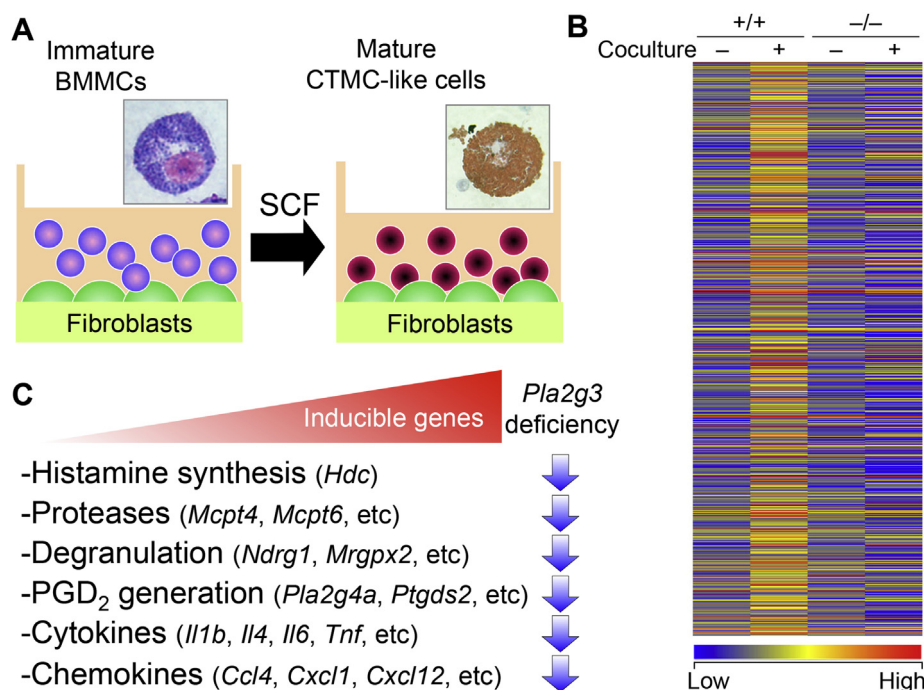 A
Immature
BMMCs
Mature
CTMC-like cells
SCF
Fibroblasts
Fibroblasts
B
+/+ –/–
Coculture – + – +
Low High
C
Inducible genes
Pla2g3
deficiency
-Histamine synthesis (Hdc)
-Proteases (Mcpt4, Mcpt6, etc)
-Degranulation (Ndrg1, Mrgpx2, etc)
-PGD₂ generation (Pla2g4a, Ptgds2, etc)
-Cytokines (Il1b, Il4, Il6, Tnf, etc)
-Chemokines (Ccl4, Cxcl1, Cxcl12, etc)